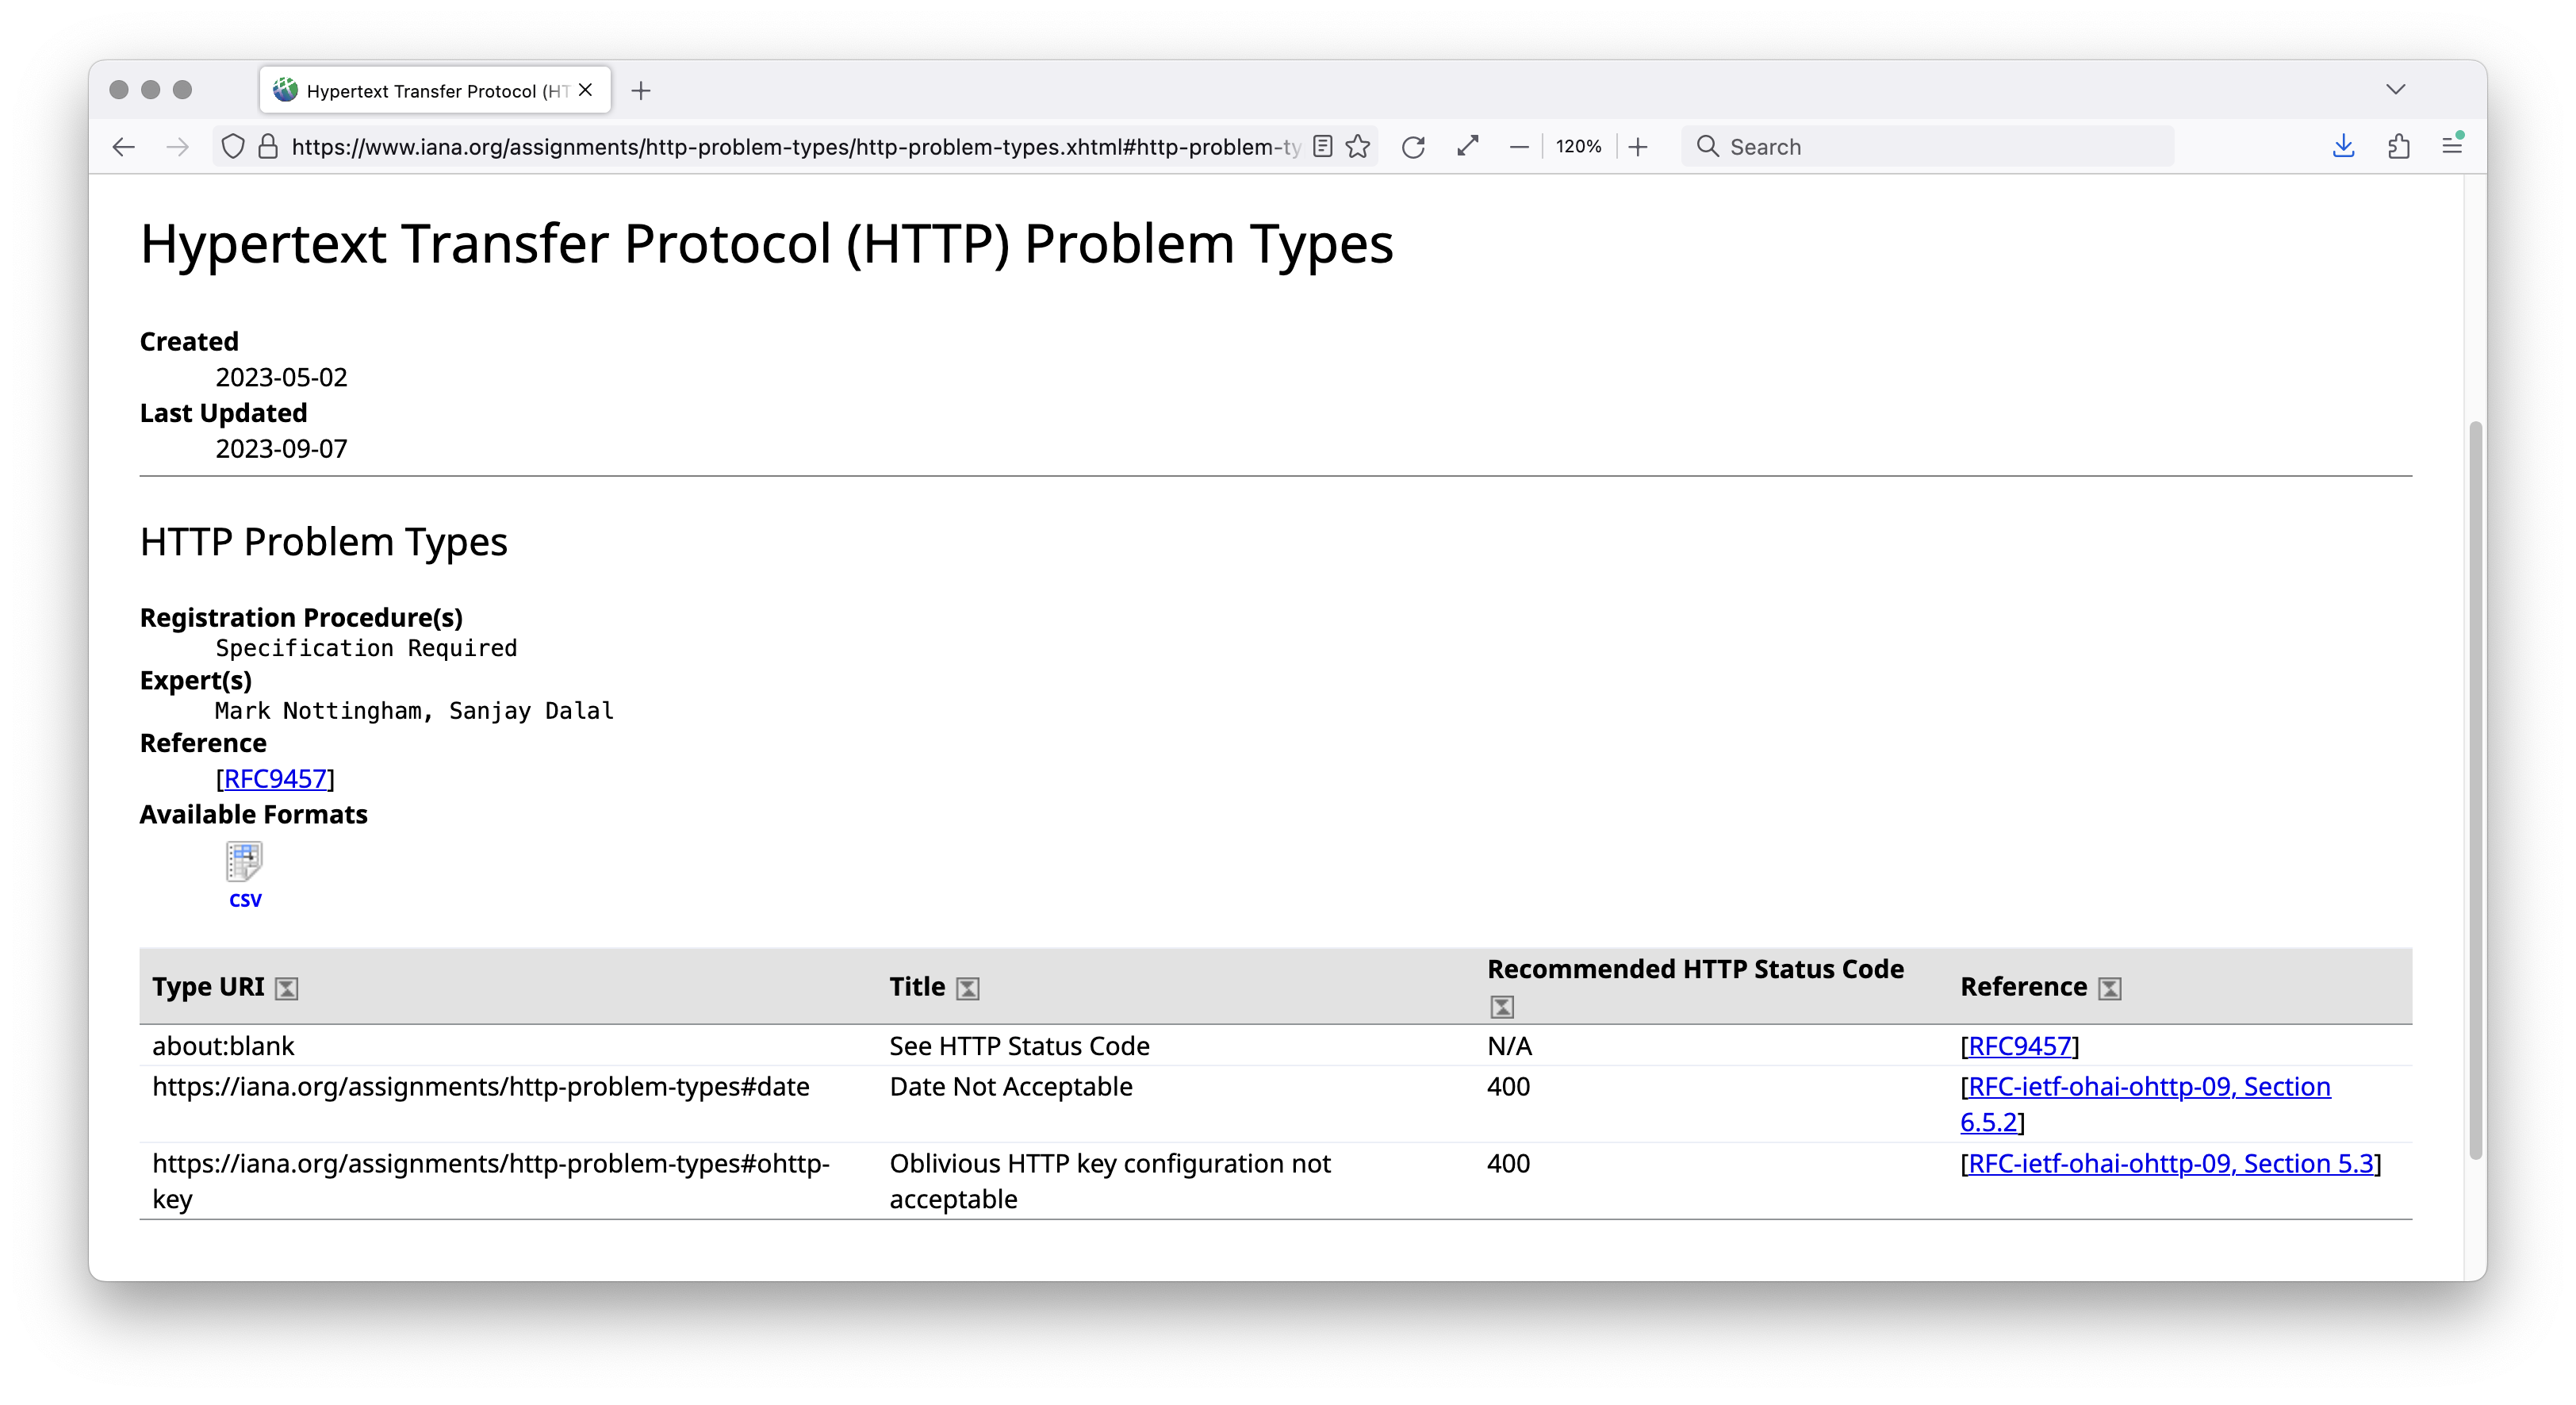 Hypertext Transfer Protocol (HT
https://www.iana.org/assignments/http-problem-types/http-problem-types.xhtml#http-problem-ty
120%
Search
Hypertext Transfer Protocol (HTTP) Problem Types
Created
2023-05-02
Last Updated
2023-09-07
HTTP Problem Types
Registration Procedure(s)
Specification Required
Expert(s)
Mark Nottingham, Sanjay Dalal
Reference
[RFC9457]
Available Formats
CSV
Type URI Title Recommended HTTP Status Code Reference
about:blank See HTTP Status Code N/A [RFC9457]
https://iana.org/assignments/http-problem-types#date Date Not Acceptable 400 [RFC-ietf-ohai-ohttp-09, Section
6.5.2]
https://iana.org/assignments/http-problem-types#ohttp- Oblivious HTTP key configuration not 400 [RFC-ietf-ohai-ohttp-09, Section 5.3]
key acceptable